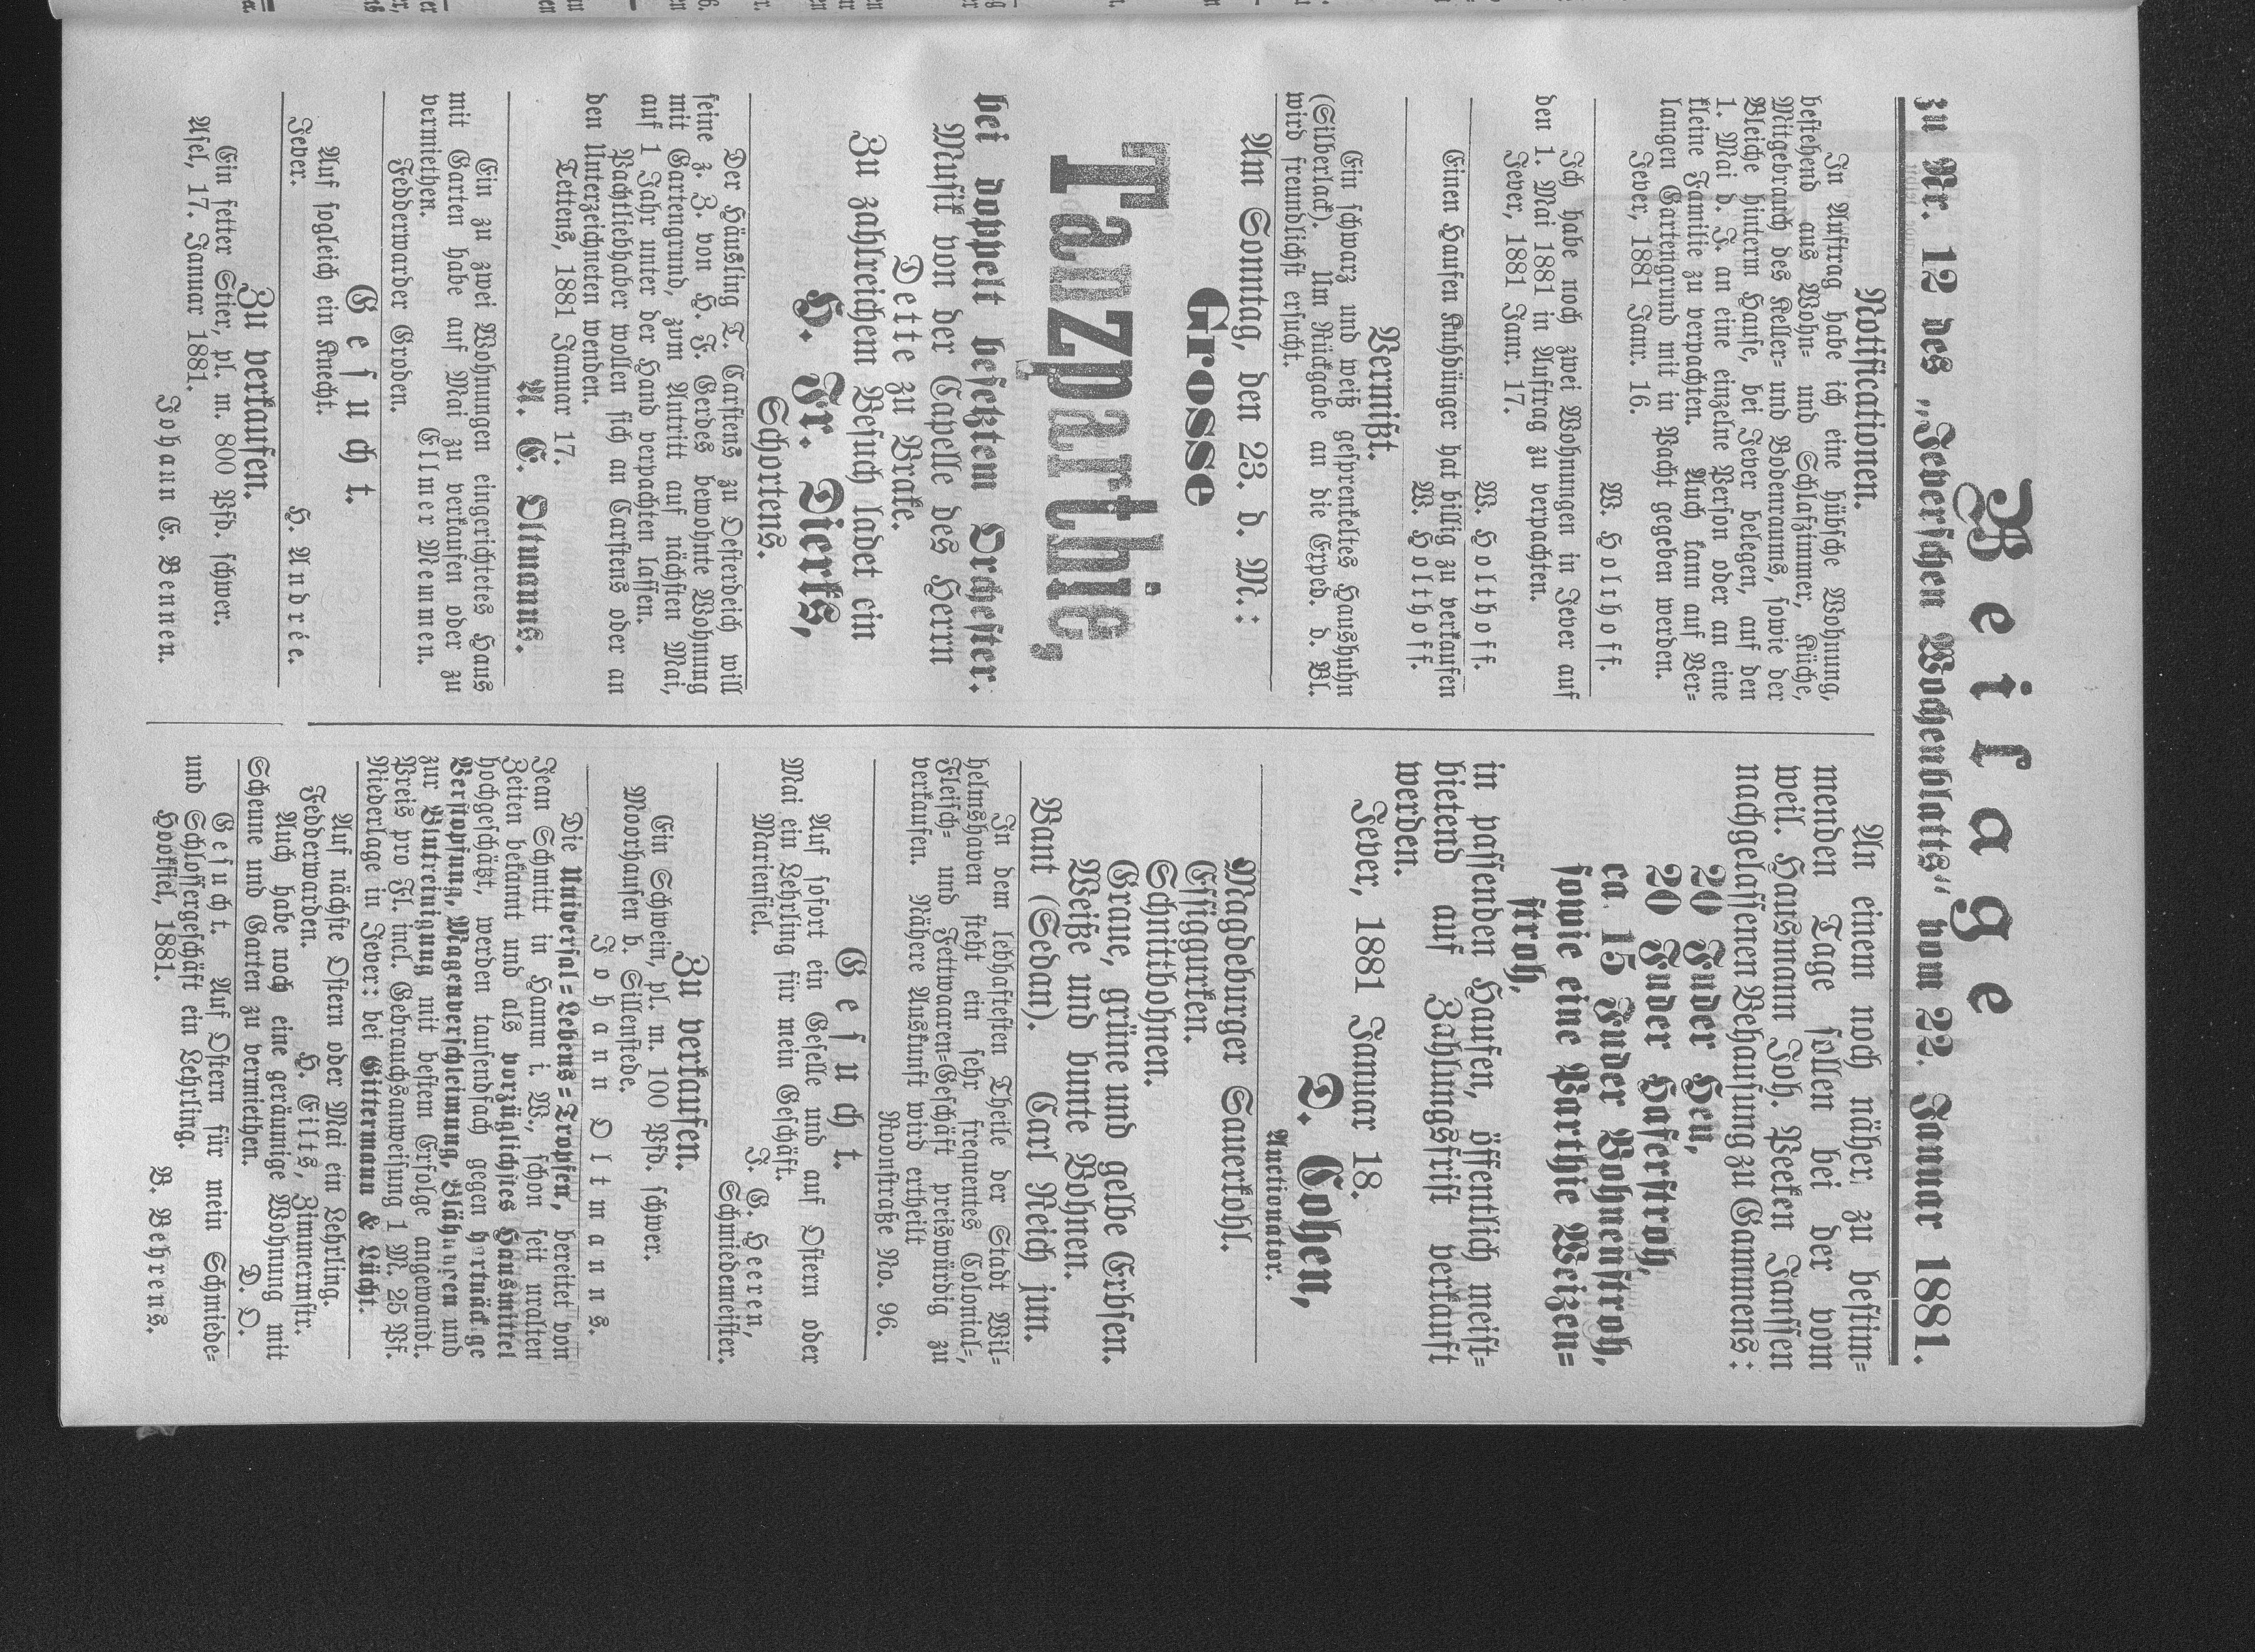 Beilage
zu Nr. 12 des „Jeverschen Wochenblatts“ vom 22. Januar 1881.
Notificationen.
In Auftrag habe ich eine hübsche Wohnung,
bestehend aus Wohn= und Schlafzimmer, Küche,
Mitgebrauch des Keller= und Bodenraums, sowie der
Bleiche hinterm Hause, bei Jever belegen, auf den
1. Mai d. J. an eine einzelne Person oder an eine
kleine Familie zu verpachten. Auch kann auf Ver=
langen Gartengrund mit in Pacht gegeben werden.
Jever, 1881 Janr. 16.
W. Holthoff.
Ich habe noch zwei Wohnungen in Jever auf
den 1. Mai 1881 in Auftrag zu verpachten.
Jever, 1881 Janr. 17.
W. Holthoff.
Einen Haufen Kuhdünger hat billig zu verkaufen
W. Holthoff.
Vermißt.
Ein schwarz und weiß gesprenkeltes Haushuhn
(Silberlack). Um Rückgabe an die Exped. d. Bl.
wird freundlichst ersucht.
Am Sonntag, den 23. d. M.:
Grosse
Tanzparthie,
bei doppelt besetztem Orchester.
Musik von der Capelle des Herrn
Dette zu Brake.
Zu zahlreichem Besuch ladet ein
H. Fr. Dierks,
Schortens.
Der Häusling T. Carstens zu Oesterdeich will
seine z. Z. von H. F. Gerdes bewohnte Wohnung
mit Gartengrund, zum Antritt auf nächsten Mai,
auf 1 Jahr unter der Hand verpachten lassen.
Pachtliebhaber wollen sich an Carstens oder an
den Unterzeichneten wenden.
Tettens, 1881 Januar 17.
A. E. Oltmanns.
Ein zu zwei Wohnungen eingerichtetes Haus
mit Garten habe auf Mai zu verkaufen oder zu
vermiethen.
Fedderwarder Groden. Ellmer Memmen.
Gesucht.
Auf sogleich ein Knecht.
Jever. H. André.
Zu verkaufen.
Ein fetter Stier, pl. m. 800 Pfd. schwer.
Asel, 17. Januar 1881.
Johann E. Bennen.
An einem noch näher zu bestim=
menden Tage sollen bei der vom
weil. Hausmann Joh. Peeken Janssen
nachgelassenen Behausung zu Gammens:
20 Fuder Heu,
20 Fuder Haferstroh,
ca. 15 Fuder Bohnenstroh,
sowie eine Parthie Weizen=
stroh,
in passenden Haufen, öffentlich meist=
bietend auf Zahlungsfrist verkauft
werden.
Jever, 1881 Januar 18.
D. Cohen,
Auctionator.
Magdeburger Sauerkohl.
Essiggurken.
Schnittbohnen.
Graue, grüne und gelbe Erbsen.
Weiße und bunte Bohnen.
Bant (Sedan). Carl Reich jun.
In dem lebhaftesten Theile der Stadt Wil=
helmshaven steht ein sehr frequentes Colonial=,
Fleisch= und Fettwaaren=Geschäft preiswürdig zu
verkaufen. Nähere Auskunft wird ertheilt
Roonstraße No. 96.
Gesucht.
Auf sofort ein Geselle und auf Ostern oder
Mai ein Lehrling für mein Geschäft.
Mariensiel. J. G. Heeren,
Schmiedemeister.
Zu verkaufen.
Ein Schwein, pl. m. 100 Pfd. schwer.
Moorhausen b. Sillenstede.
Johann Oltmanns.
Die Universal=Lebens=Tropfen, bereitet von
Jean Schmitt in Hamm i. W., schon seit uralten
Zeiten bekannt und als vorzüglichstes Hausmittel
hochgeschätzt, werden tausendfach gegen hartnäckige
Verstopfung, Magenverschleimung, Blähungen und
zur Blutreinigung mit bestem Erfolge angewandt.
Preis pro Fl. incl. Gebrauchsanweisung 1 M. 25 Pf.
Niederlage in Jever: bei Gittermann & Lücht.
Auf nächste Ostern oder Mai ein Lehrling.
Fedderwarden. H. Eilts, Zimmermstr.
Auch habe noch eine geräumige Wohnung mit
Scheune und Garten zu vermiethen. D. O.
Gesucht. Auf Ostern für mein Schmiede=
und Schlossergeschäft ein Lehrling.
Hooksiel, 1881. B. Behrens.